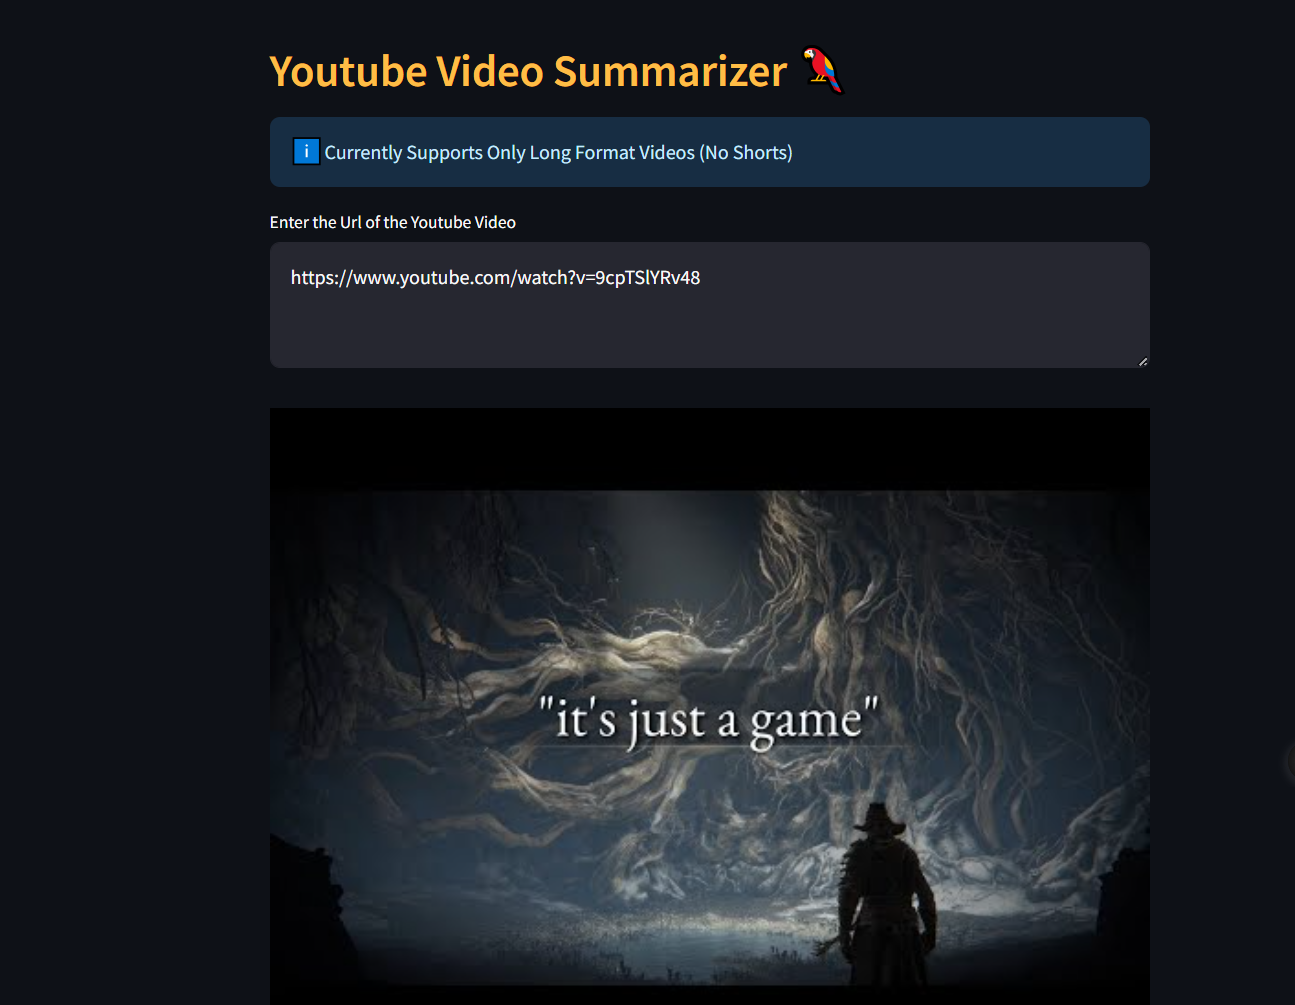 Youtube Video Summarizer
i Currently Supports Only Long Format Videos (No Shorts)
Enter the Url of the Youtube Video
https://www.youtube.com/watch?v=9cpTSlYRv48
"it's just a game"